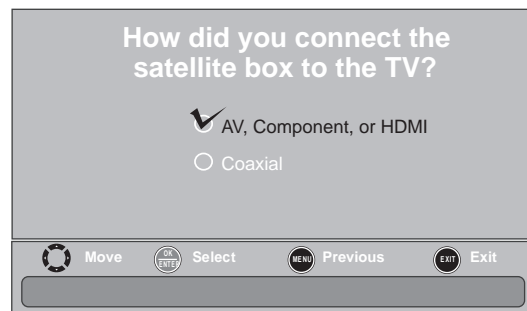 How did you connect the
satellite box to the TV?
AV, Component, or HDMI
Coaxial
Move
OK
ENTER
Select
MENU
Previous
EXIT
Exit